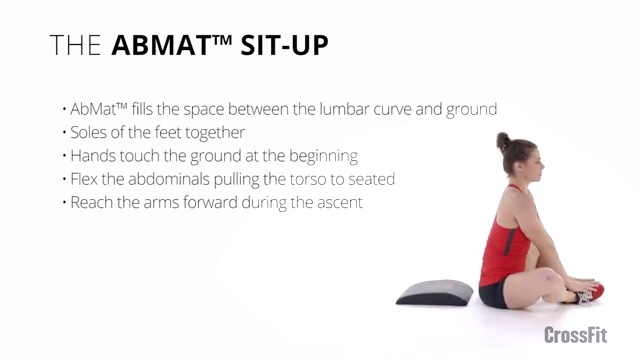 THE ABMAT™ SIT-UP
• AbMat™ fills the space between the lumbar curve and ground
• Soles of the feet together
• Hands touch the ground at the beginning
• Flex the abdominals pulling the torso to seated
• Reach the arms forward during the ascent
CrossFit